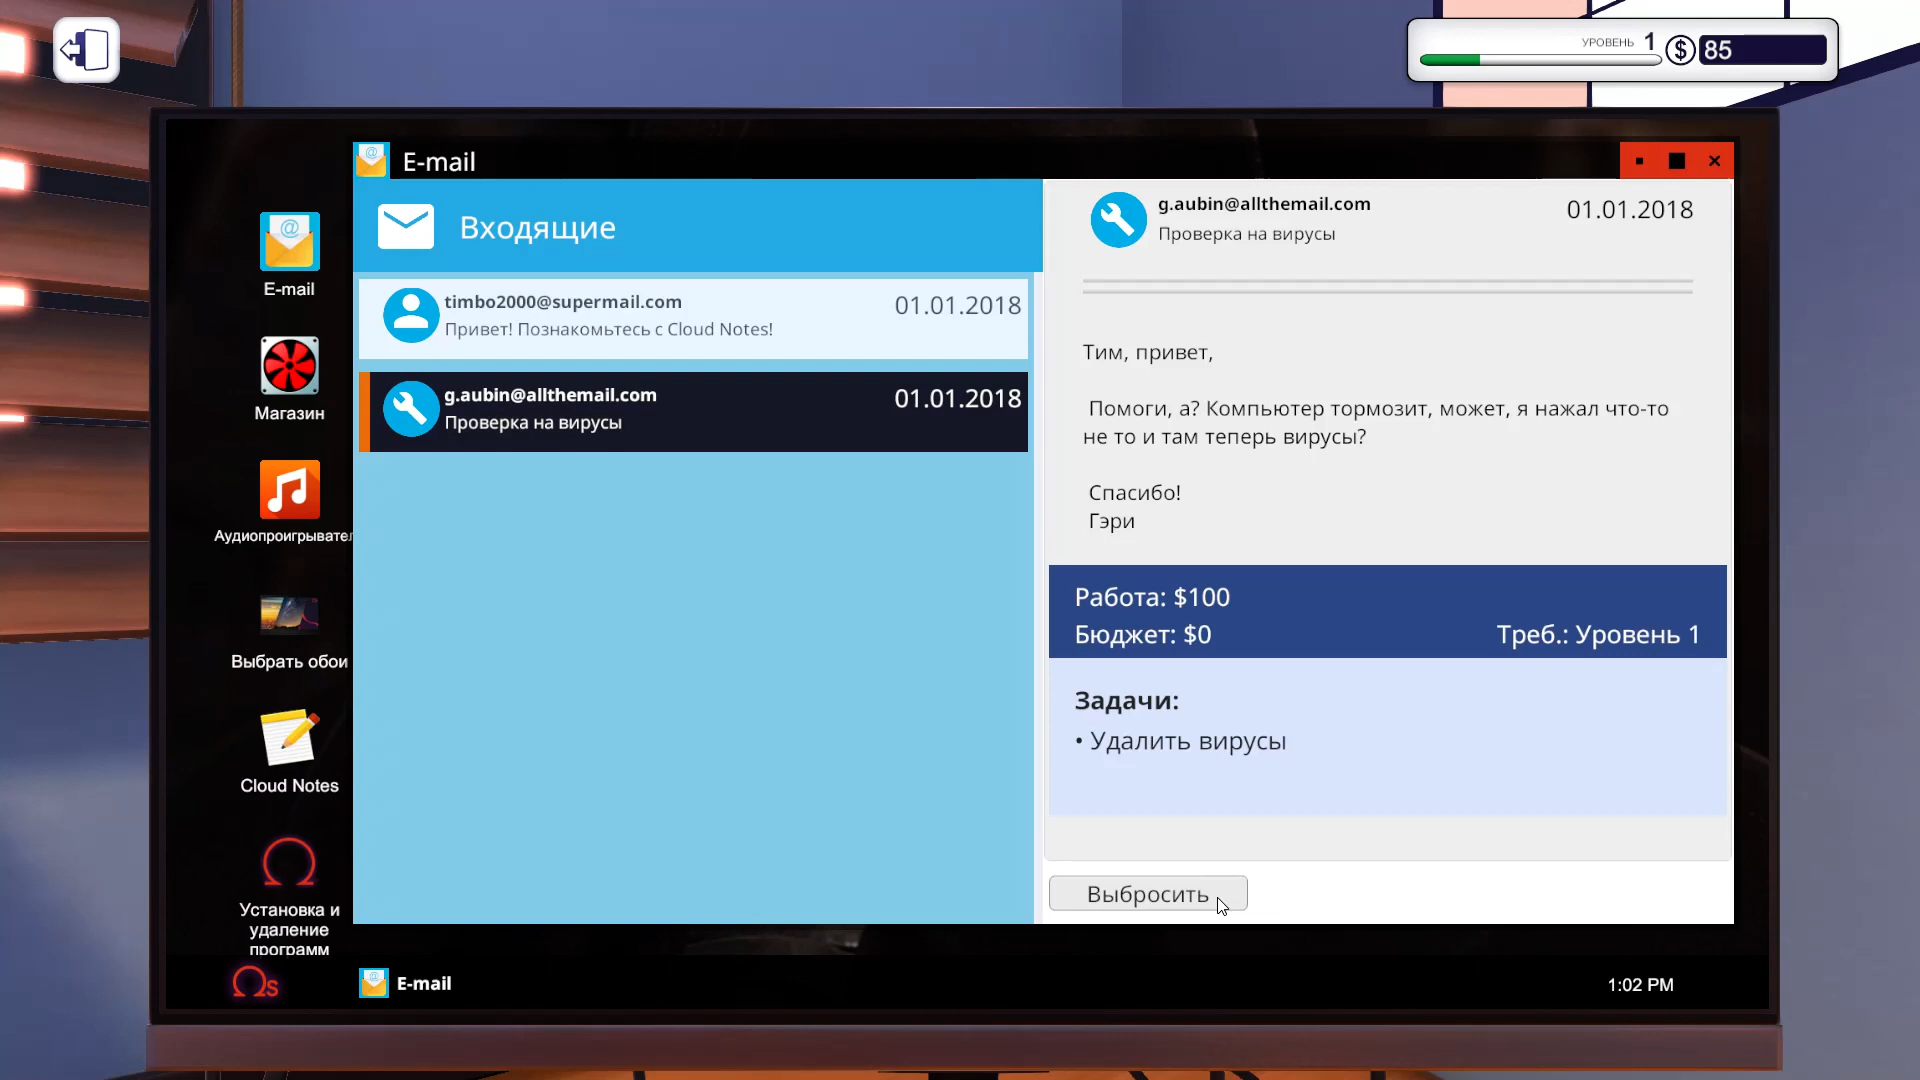 УРОВЕНЬ 1
$ 85
E-mail
E-mail
Магазин
Аудиопроигрывател
Выбрать обои
Cloud Notes
Установка и
удаление
программ
Входящие
timbo2000@supermail.com
01.01.2018
Привет! Познакомьтесь с Cloud Notes!
g.aubin@allthemail.com
01.01.2018
Проверка на вирусы
g.aubin@allthemail.com
01.01.2018
Проверка на вирусы
Тим, привет,
Помоги, а? Компьютер тормозит, может, я нажал что-то
не то и там теперь вирусы?
Спасибо!
Гэри
Работа: $100
Бюджет: $0
Треб.: Уровень 1
Задачи:
• Удалить вирусы
Выбросить
Ωs
E-mail
1:02 PM